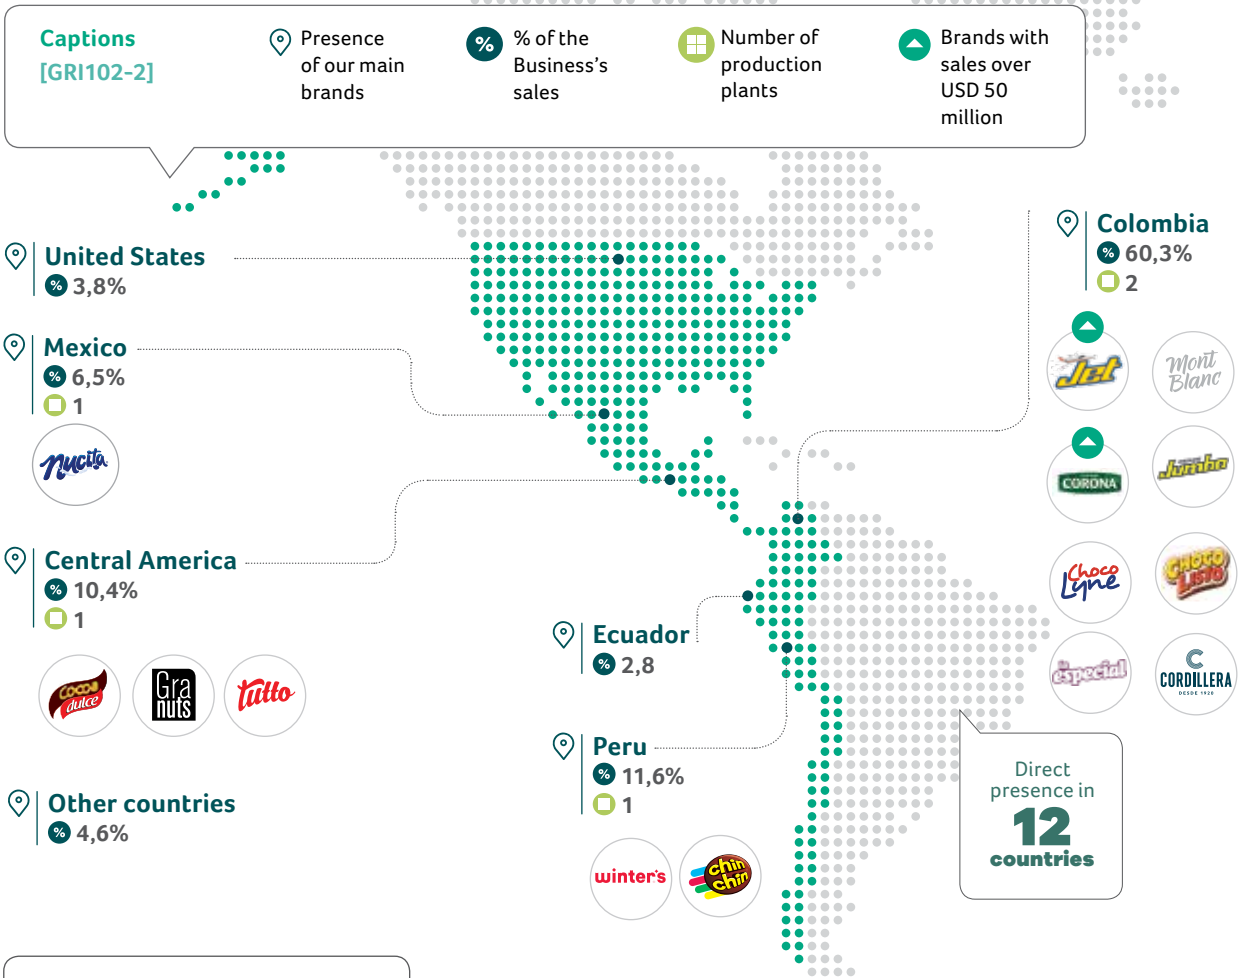 Captions
[GRI102-2]
Presence
of our main
brands
%
% of the
Business's
sales
Number of
production
plants
Brands with
sales over
USD 50
million
United States
% 3,8%
Mexico
% 6,5%
1
Nucita
Central America
% 10,4%
1
Cocoa
dulce
Gra
nuts
Tutto
Other countries
% 4,6%
Ecuador
% 2,8
Peru
% 11,6%
1
winter's
chin
chin
Colombia
% 60,3%
2
Jet
Mont
Blanc
CORONA
Jumbo
Choco
Lyne
CHOCO
LISTO
especial
CORDILLERA
DESDE 1920
Direct
presence in
12
countries